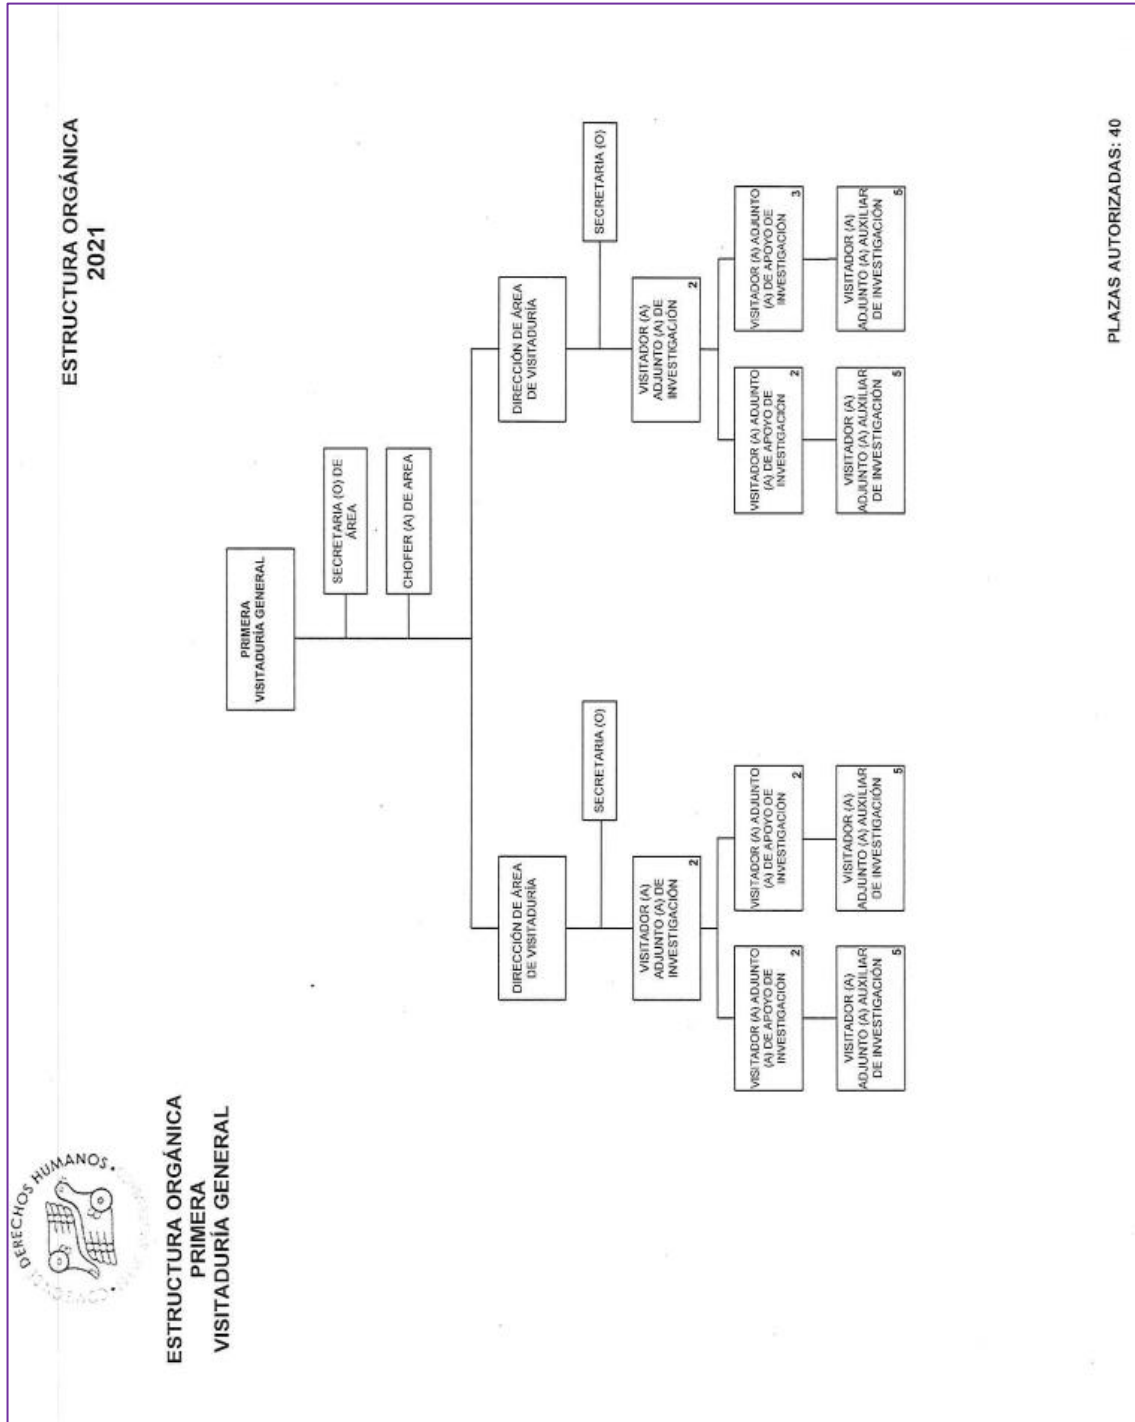 DERECHOS HUMANOS
ESTRUCTURA ORGÁNICA
PRIMERA
VISITADURÍA GENERAL
ESTRUCTURA ORGÁNICA
2021
PRIMERA
VISITADURÍA GENERAL
SECRETARIA (O) DE
ÁREA
CHOFER (A) DE AREA
DIRECCIÓN DE ÁREA
DE VISITADURÍA
DIRECCIÓN DE ÁREA
DE VISITADURÍA
SECRETARIA (O)
SECRETARIA (O)
VISITADOR (A)
ADJUNTO (A) DE
INVESTIGACIÓN
2
VISITADOR (A)
ADJUNTO (A) DE
INVESTIGACIÓN
2
VISITADOR (A) ADJUNTO
(A) DE APOYO DE
INVESTIGACIÓN
2
VISITADOR (A) ADJUNTO
(A) DE APOYO DE
INVESTIGACIÓN
2
VISITADOR (A) ADJUNTO
(A) DE APOYO DE
INVESTIGACIÓN
2
VISITADOR (A) ADJUNTO
(A) DE APOYO DE
INVESTIGACIÓN
3
VISITADOR (A)
ADJUNTO (A) AUXILIAR
DE INVESTIGACIÓN
5
VISITADOR (A)
ADJUNTO (A) AUXILIAR
DE INVESTIGACIÓN
5
VISITADOR (A)
ADJUNTO (A) AUXILIAR
DE INVESTIGACIÓN
5
VISITADOR (A)
ADJUNTO (A) AUXILIAR
DE INVESTIGACIÓN
5
PLAZAS AUTORIZADAS: 40